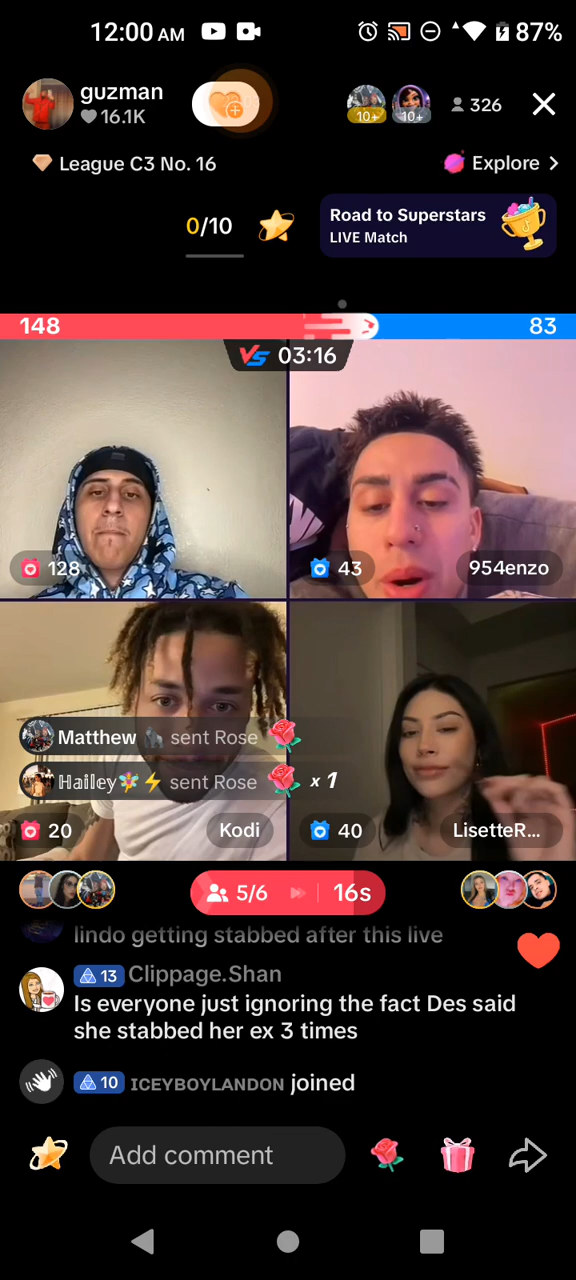 12:00 AM
87%
guzman
16.1K
10+
10+
326
League C3 No. 16
Explore >
0/10
Road to Superstars
LIVE Match
148
83
VS 03:16
128
43
954enzo
Matthew 🦍 sent Rose
ℍ𝕒𝕚𝕝𝕖𝕪🧚⚡ sent Rose x 1
20
Kodi
40
LisetteR...
5/6
16s
lindo getting stabbed after this live
13 Clippage.Shan
Is everyone just ignoring the fact Des said
she stabbed her ex 3 times
10 ɪᴄᴇʏʙᴏʏʟᴀɴᴅᴏɴ joined
Add comment